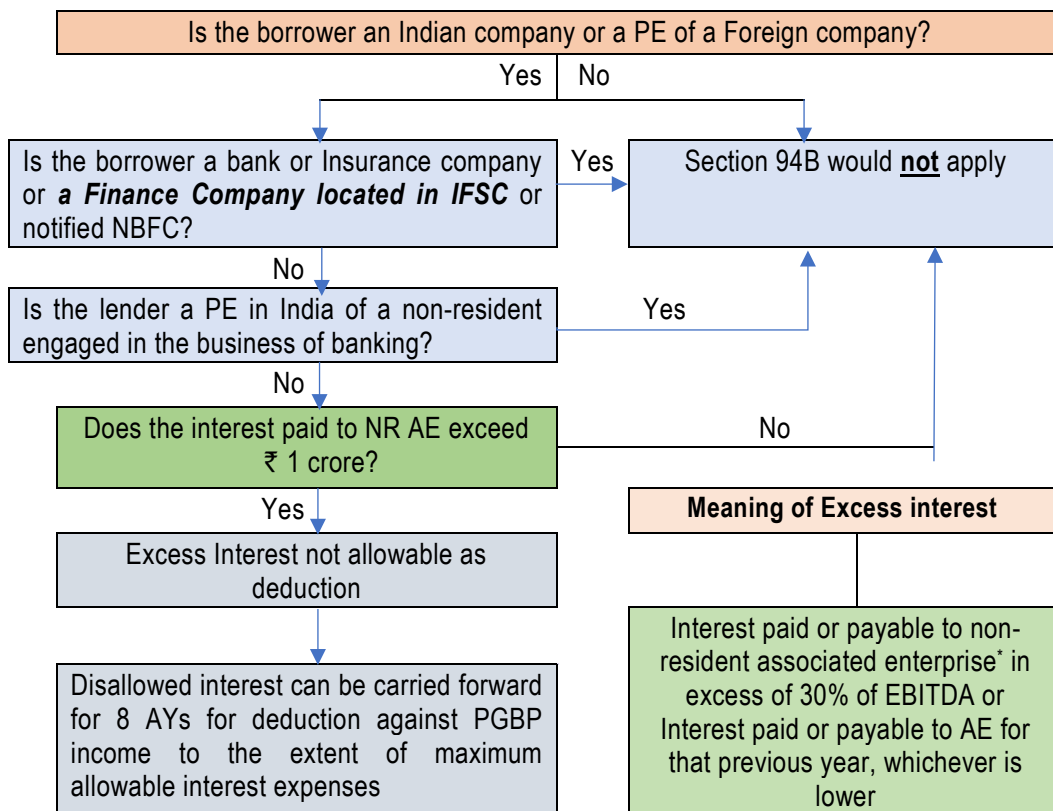 Is the borrower an Indian company or a PE of a Foreign company?
Yes
No
Is the borrower a bank or Insurance company
or a Finance Company located in IFSC or
notified NBFC?
Yes
Section 94B would not apply
No
Is the lender a PE in India of a non-resident
engaged in the business of banking?
Yes
No
Does the interest paid to NR AE exceed
₹ 1 crore?
No
Yes
Meaning of Excess interest
Excess Interest not allowable as
deduction
Interest paid or payable to non-
resident associated enterprise* in
excess of 30% of EBITDA or
Interest paid or payable to AE for
that previous year, whichever is
lower
Disallowed interest can be carried forward
for 8 AYs for deduction against PGBP
income to the extent of maximum
allowable interest expenses